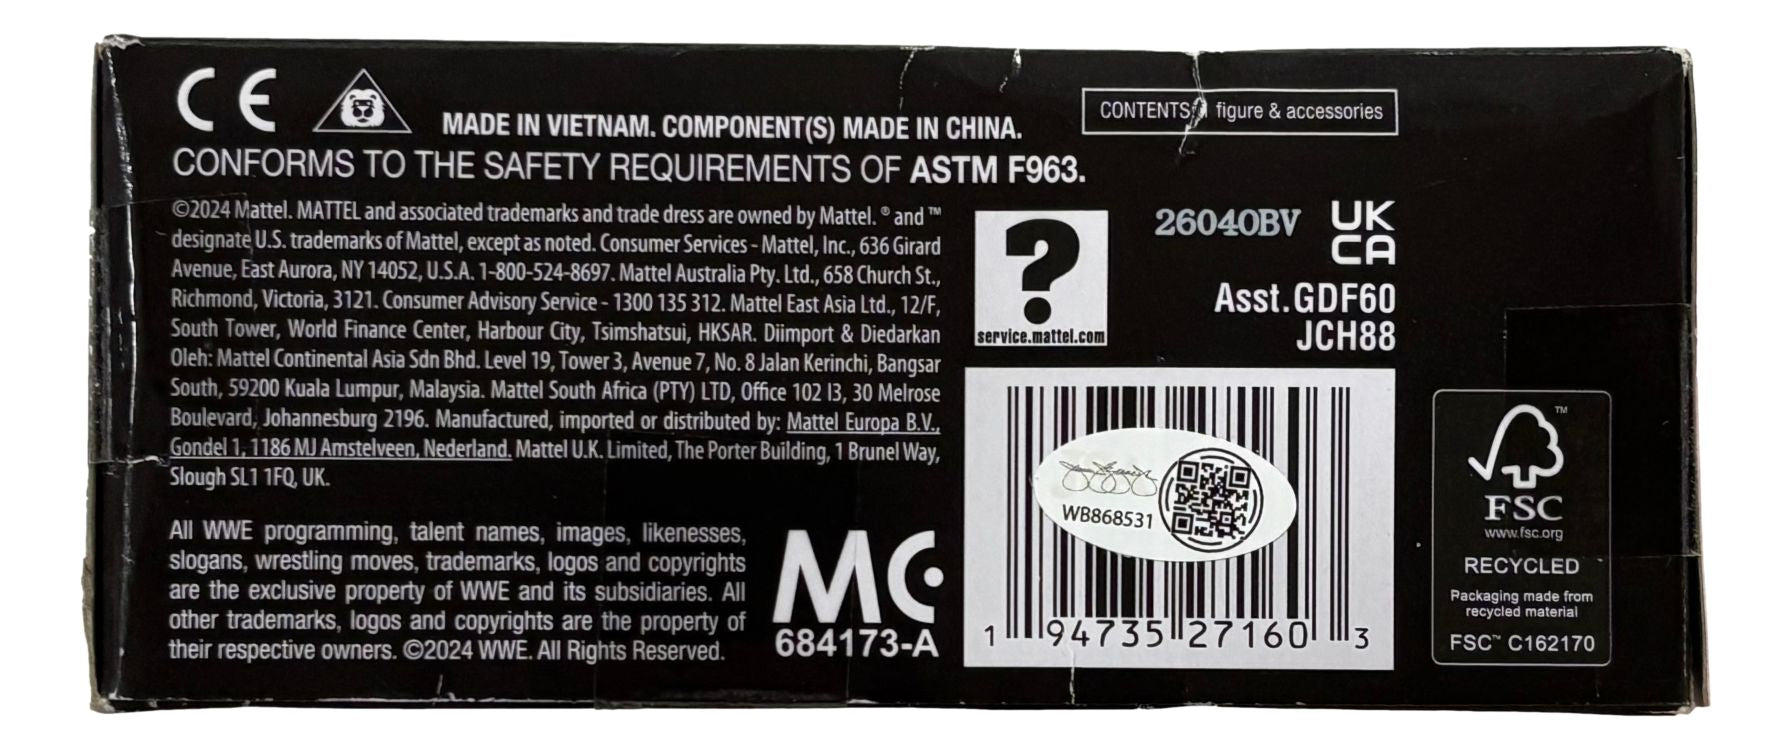 CE
MADE IN VIETNAM. COMPONENT(S) MADE IN CHINA.
CONFORMS TO THE SAFETY REQUIREMENTS OF ASTM F963.
©2024 Mattel. MATTEL and associated trademarks and trade dress are owned by Mattel. ® and ™
designate U.S. trademarks of Mattel, except as noted. Consumer Services - Mattel, Inc., 636 Girard
Avenue, East Aurora, NY 14052, U.S.A. 1-800-524-8697. Mattel Australia Pty. Ltd., 658 Church St.,
Richmond, Victoria, 3121. Consumer Advisory Service - 1300 135 312. Mattel East Asia Ltd., 12/F,
South Tower, World Finance Center, Harbour City, Tsimshatsui, HKSAR. Diimport & Diedarkan
Oleh: Mattel Continental Asia Sdn Bhd. Level 19, Tower 3, Avenue 7, No. 8 Jalan Kerinchi, Bangsar
South, 59200 Kuala Lumpur, Malaysia. Mattel South Africa (PTY) LTD, Office 102 I3, 30 Melrose
Boulevard, Johannesburg 2196. Manufactured, imported or distributed by: Mattel Europa B.V.,
Gondel 1, 1186 MJ Amstelveen, Nederland. Mattel U.K. Limited, The Porter Building, 1 Brunel Way,
Slough SL1 1FQ, UK.
All WWE programming, talent names, images, likenesses,
slogans, wrestling moves, trademarks, logos and copyrights
are the exclusive property of WWE and its subsidiaries. All
other trademarks, logos and copyrights are the property of
their respective owners. ©2024 WWE. All Rights Reserved.
MC
684173-A
CONTENTS: figure & accessories
?
service.mattel.com
26040BV
UK
CA
Asst.GDF60
JCH88
WB868531
1 94735 27160 3
FSC™
www.fsc.org
RECYCLED
Packaging made from
recycled material
FSC™ C162170